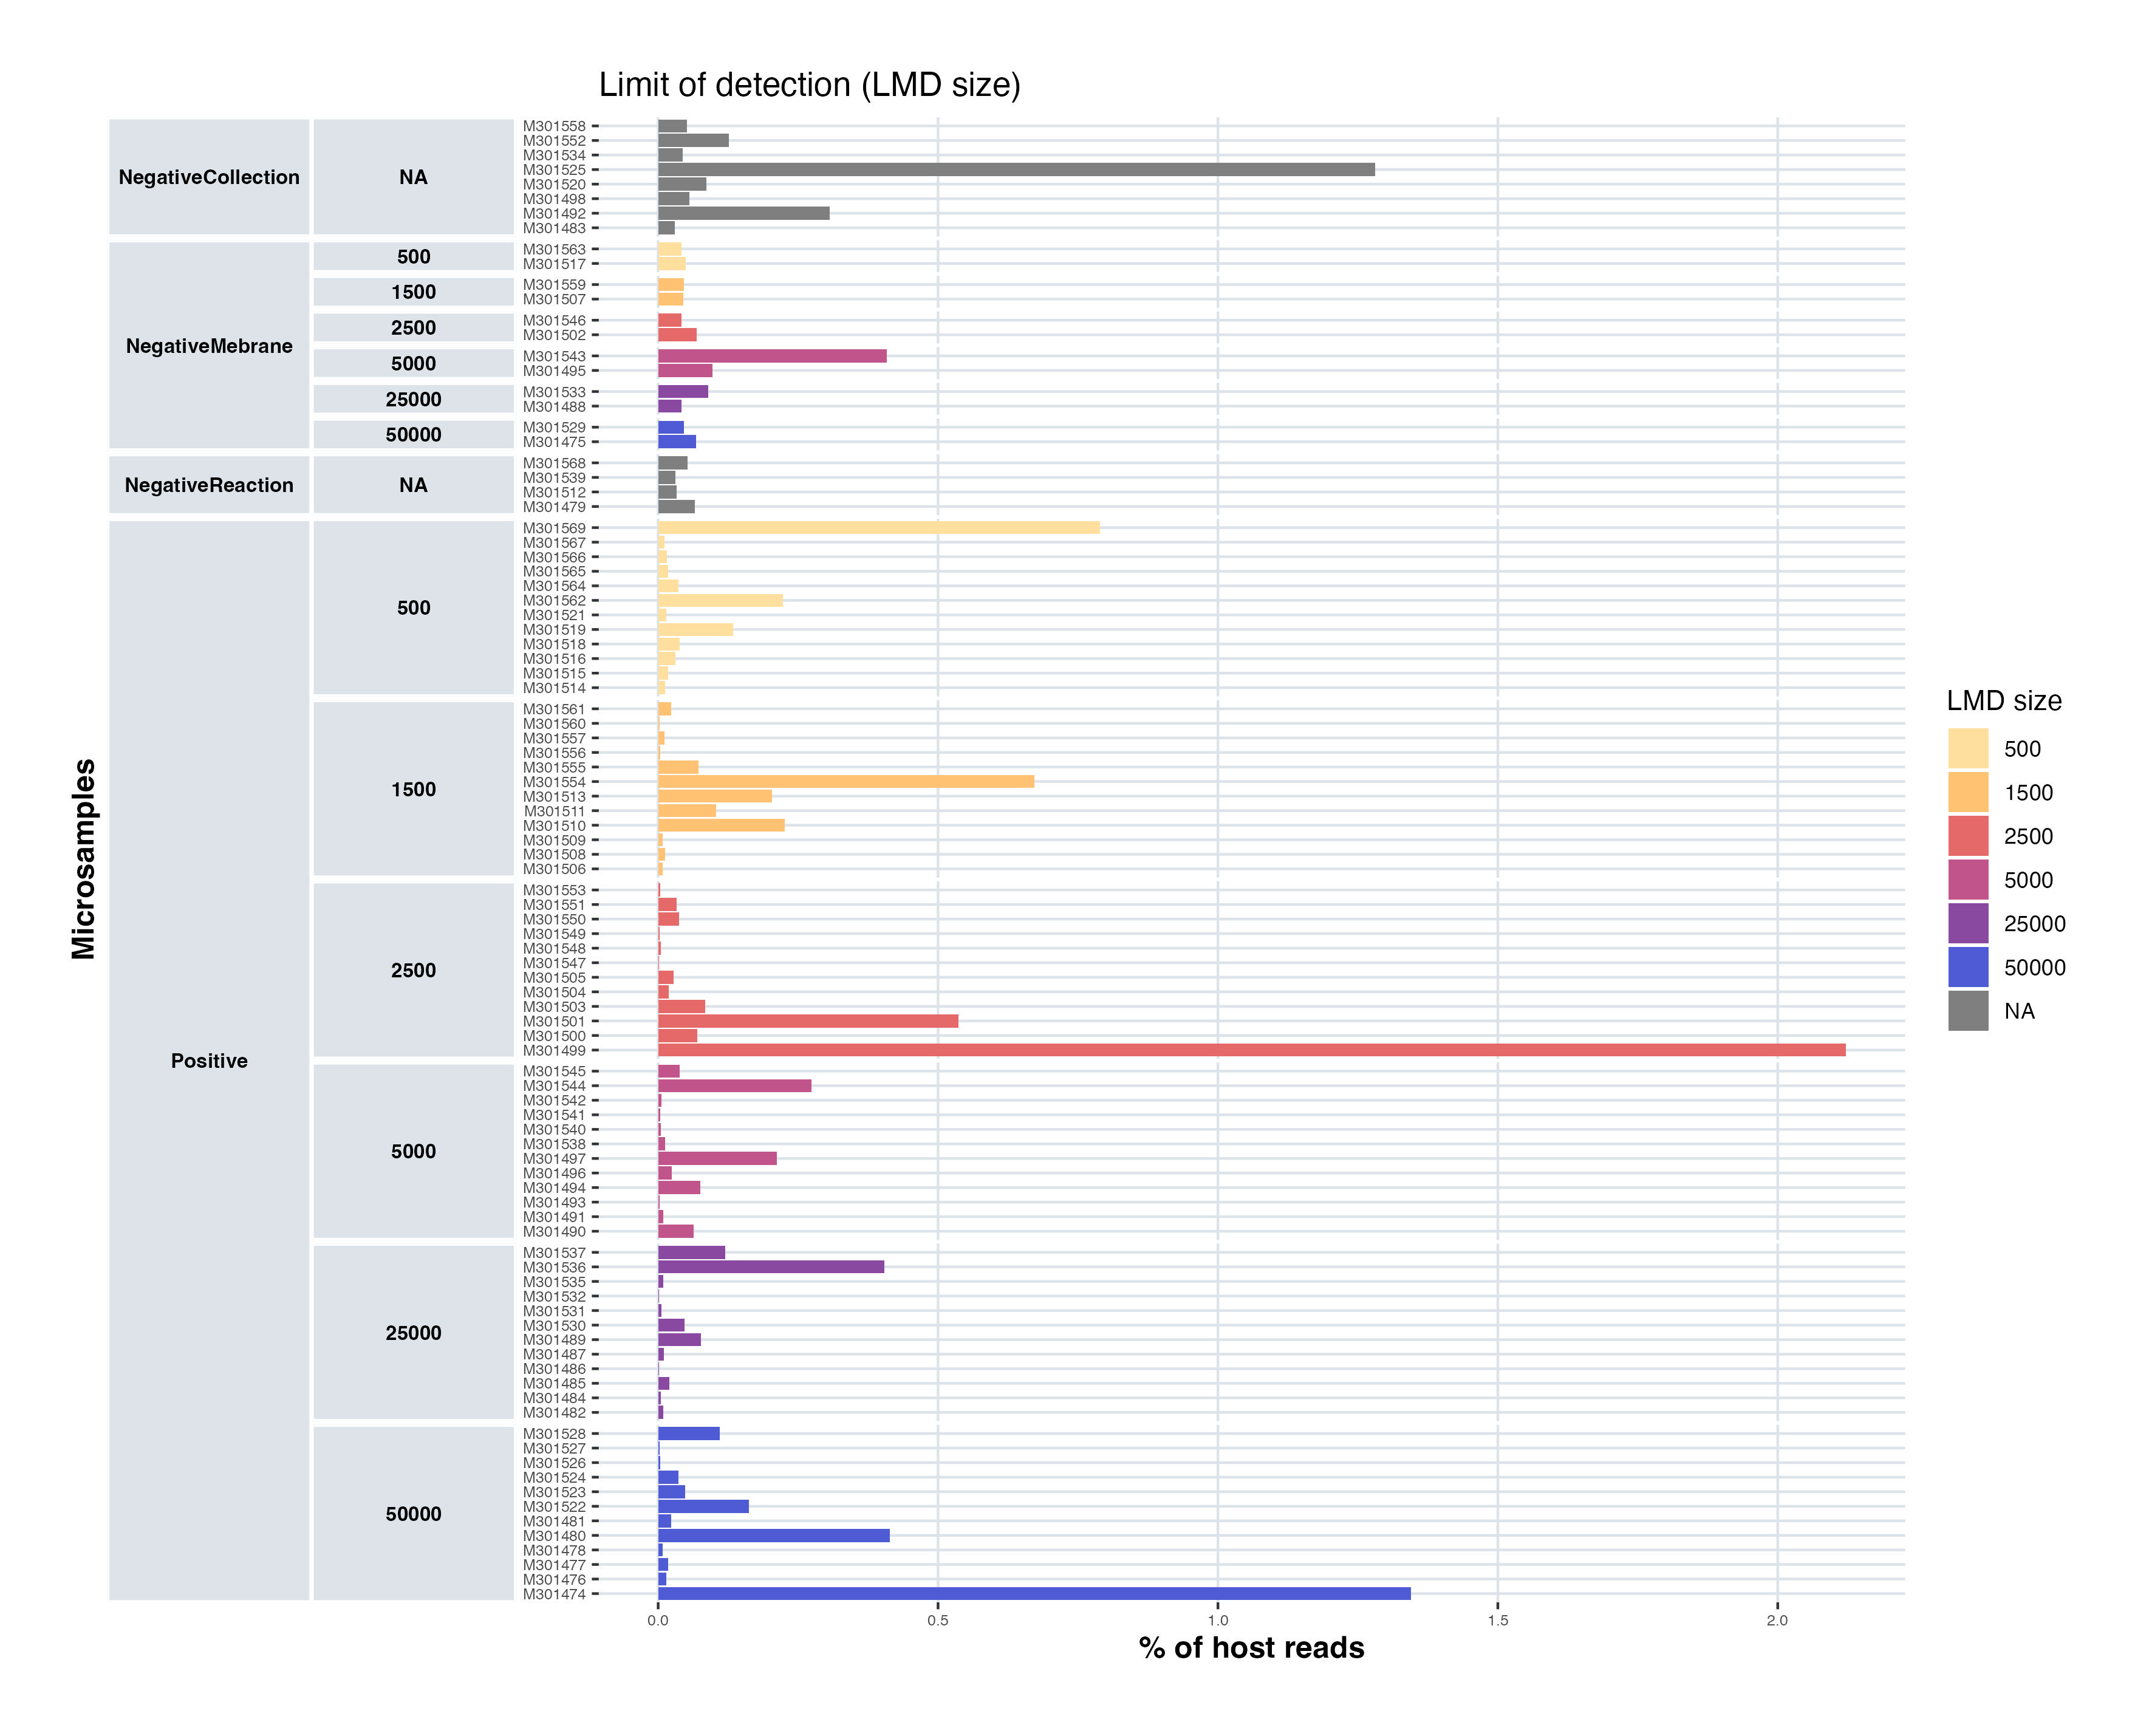 Limit of detection (LMD size)
Microsamples
NegativeCollection
NA
M301558
M301552
M301534
M301525
M301520
M301498
M301492
M301483
NegativeMebrane
500
M301563
M301517
1500
M301559
M301507
2500
M301546
M301502
5000
M301543
M301495
25000
M301533
M301488
50000
M301529
M301475
NegativeReaction
NA
M301568
M301539
M301512
M301479
Positive
500
M301569
M301567
M301566
M301565
M301564
M301562
M301521
M301519
M301518
M301516
M301515
M301514
1500
M301561
M301560
M301557
M301556
M301555
M301554
M301513
M301511
M301510
M301509
M301508
M301506
2500
M301553
M301551
M301550
M301549
M301548
M301547
M301505
M301504
M301503
M301501
M301500
M301499
5000
M301545
M301544
M301542
M301541
M301540
M301538
M301497
M301496
M301494
M301493
M301491
M301490
25000
M301537
M301536
M301535
M301532
M301531
M301530
M301489
M301487
M301486
M301485
M301484
M301482
50000
M301528
M301527
M301526
M301524
M301523
M301522
M301481
M301480
M301478
M301477
M301476
M301474
0.0 0.5 1.0 1.5 2.0
% of host reads
LMD size
500
1500
2500
5000
25000
50000
NA